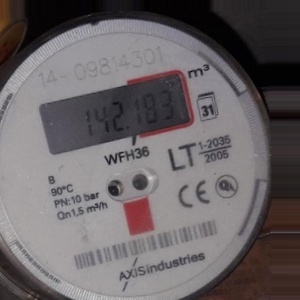 14- 09814301
142.183 m³
31
WFH36
LT 1-2035/2005
B
90°C
PN:10 bar
Qn1,5 m³/h
CE
AXISindustries